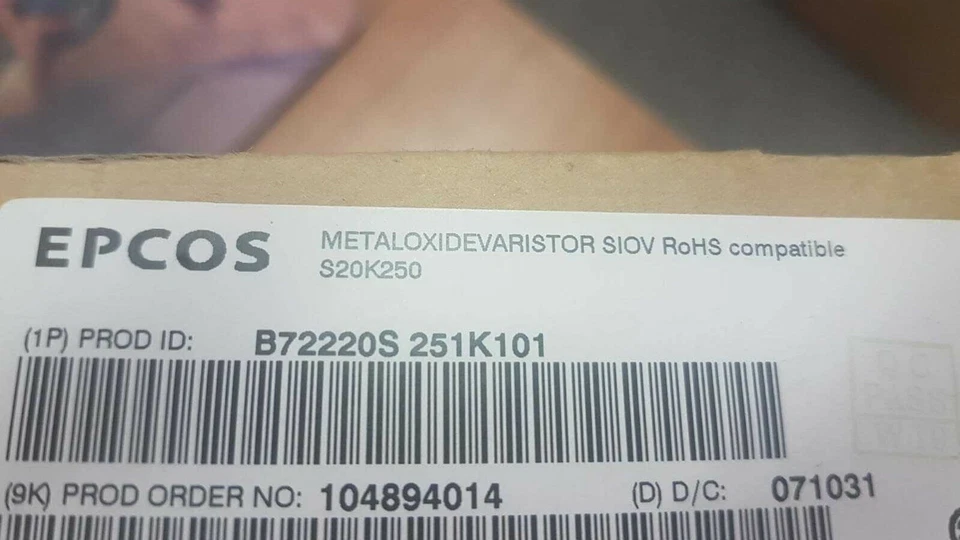 EPCOS
METALOXIDEVARISTOR SIOV RoHS compatible
S20K250
(1P) PROD ID: B72220S 251K101
(9K) PROD ORDER NO: 104894014 (D) D/C: 071031